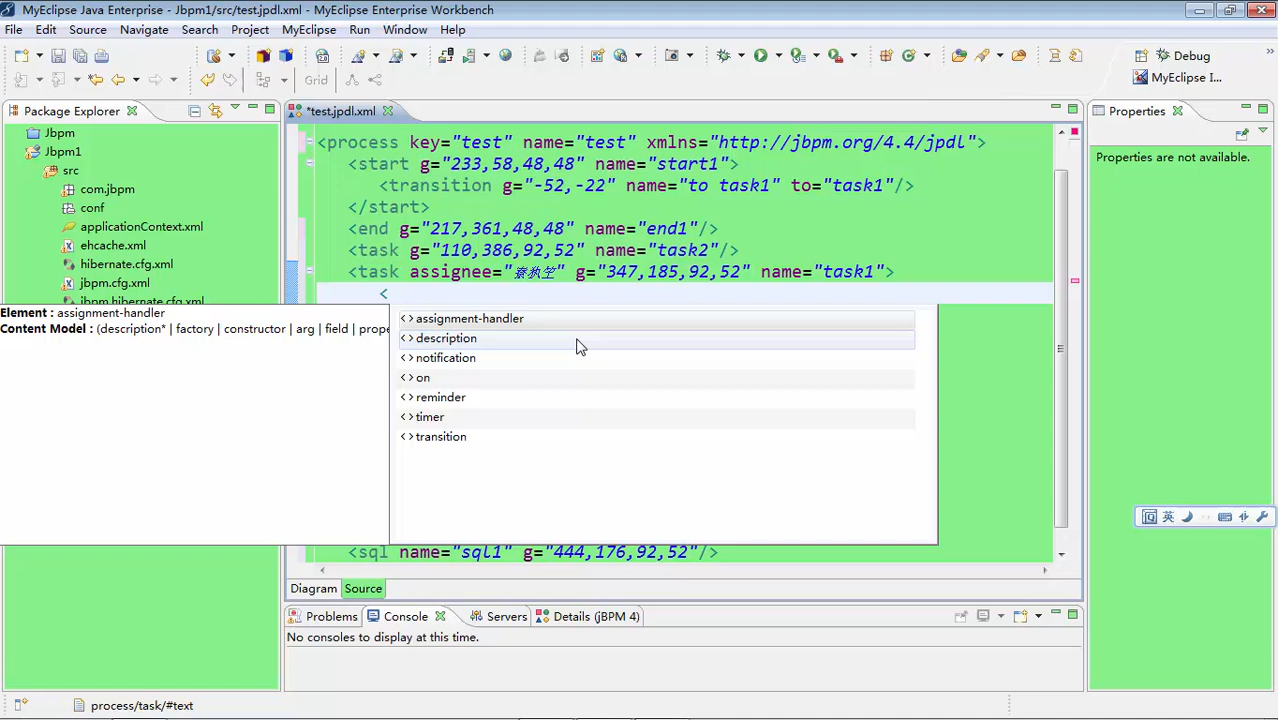 MyEclipse Java Enterprise - Jbpm1/src/test.jpdl.xml - MyEclipse Enterprise Workbench
File Edit Source Navigate Search Project MyEclipse Run Window Help
Grid
Debug
MyEclipse I...
Package Explorer
*test.jpdl.xml
Properties
Jbpm
Jbpm1
src
com.jbpm
conf
applicationContext.xml
ehcache.xml
hibernate.cfg.xml
jbpm.cfg.xml
jbpm.hibernate.cfg.xml
<process key="test" name="test" xmlns="http://jbpm.org/4.4/jpdl">
<start g="233,58,48,48" name="start1">
<transition g="-52,-22" name="to task1" to="task1"/>
</start>
<end g="217,361,48,48" name="end1"/>
<task g="110,386,92,52" name="task2"/>
<task assignee="" g="347,185,92,52" name="task1">
<
Properties are not available.
Element : assignment-handler
Content Model : (description* | factory | constructor | arg | field | prope
assignment-handler
description
notification
on
reminder
timer
transition
英
<sql name="sql1" g="444,176,92,52"/>
Diagram Source
Problems Console Servers Details (jBPM 4)
No consoles to display at this time.
process/task/#text